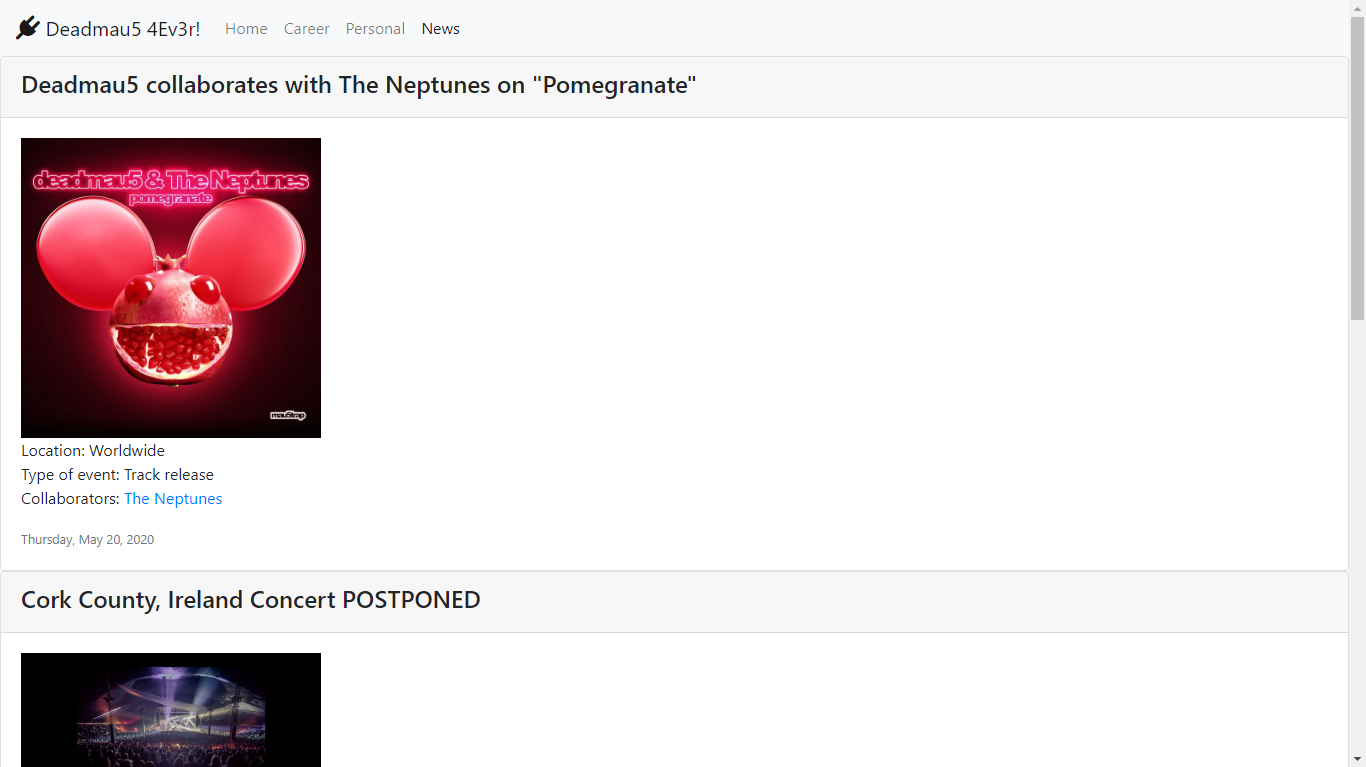 Deadmau5 4Ev3r! Home Career Personal News
Deadmau5 collaborates with The Neptunes on "Pomegranate"
deadmau5 & The Neptunes
pomegranate
mau5trap
Location: Worldwide
Type of event: Track release
Collaborators: The Neptunes
Thursday, May 20, 2020
Cork County, Ireland Concert POSTPONED